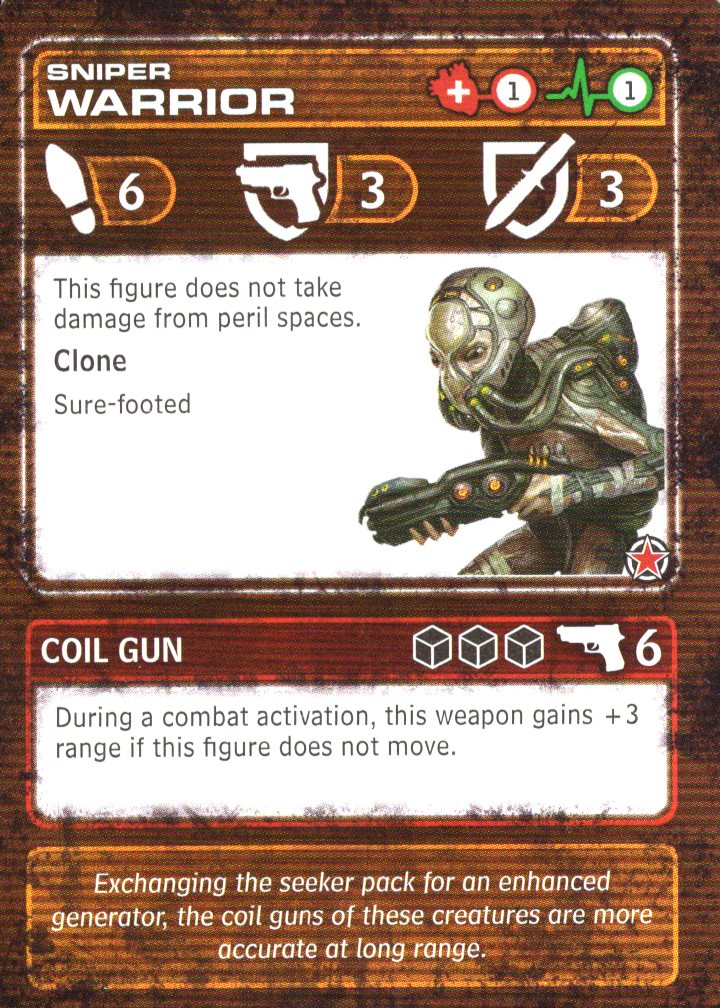 SNIPER
WARRIOR
1 1
6 3 3
This figure does not take
damage from peril spaces.
Clone
Sure-footed
COIL GUN 6
During a combat activation, this weapon gains +3
range if this figure does not move.
Exchanging the seeker pack for an enhanced
generator, the coil guns of these creatures are more
accurate at long range.